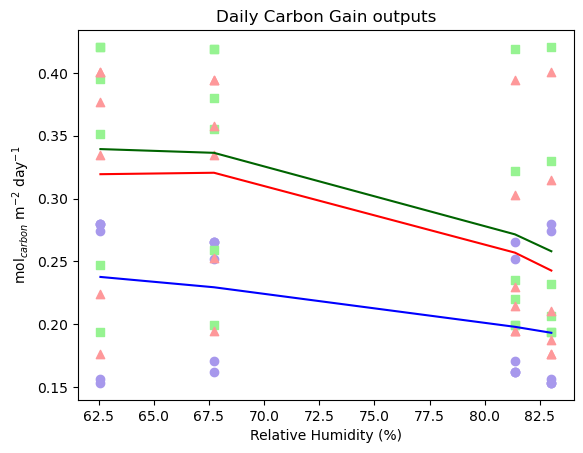 Daily Carbon Gain outputs
mol_carbon m⁻² day⁻¹
0.40
0.35
0.30
0.25
0.20
0.15
62.5 65.0 67.5 70.0 72.5 75.0 77.5 80.0 82.5
Relative Humidity (%)